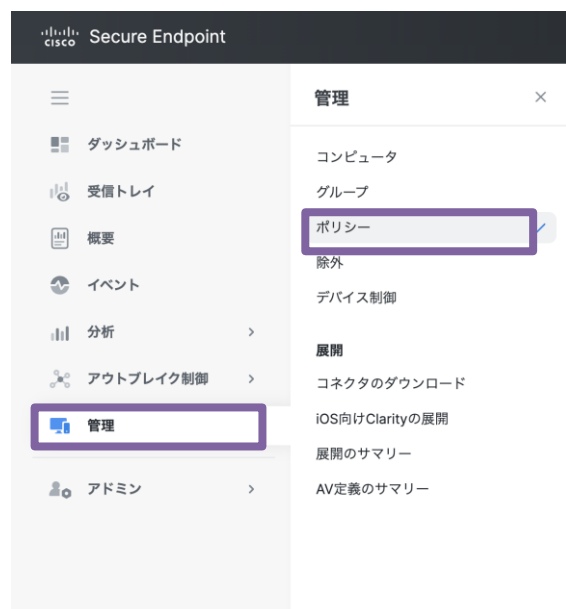 cisco Secure Endpoint
ダッシュボード
受信トレイ
概要
イベント
分析
アウトブレイク制御
管理
アドミン
管理
コンピュータ
グループ
ポリシー
除外
デバイス制御
展開
コネクタのダウンロード
iOS向けClarityの展開
展開のサマリー
AV定義のサマリー